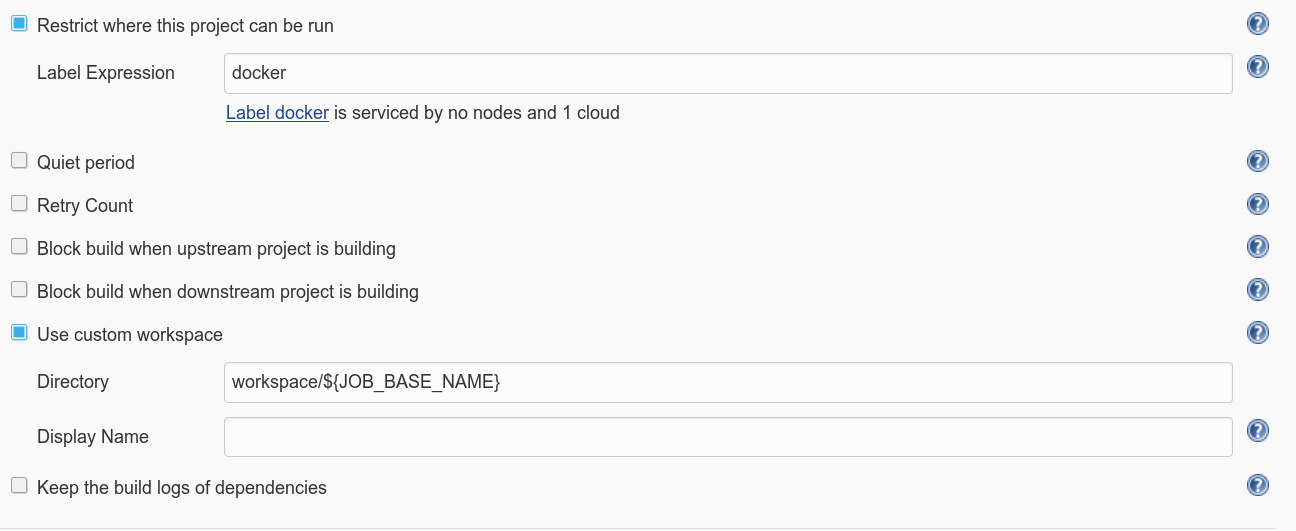 Restrict where this project can be run
Label Expression docker
Label docker is serviced by no nodes and 1 cloud
Quiet period
Retry Count
Block build when upstream project is building
Block build when downstream project is building
Use custom workspace
Directory workspace/${JOB_BASE_NAME}
Display Name
Keep the build logs of dependencies